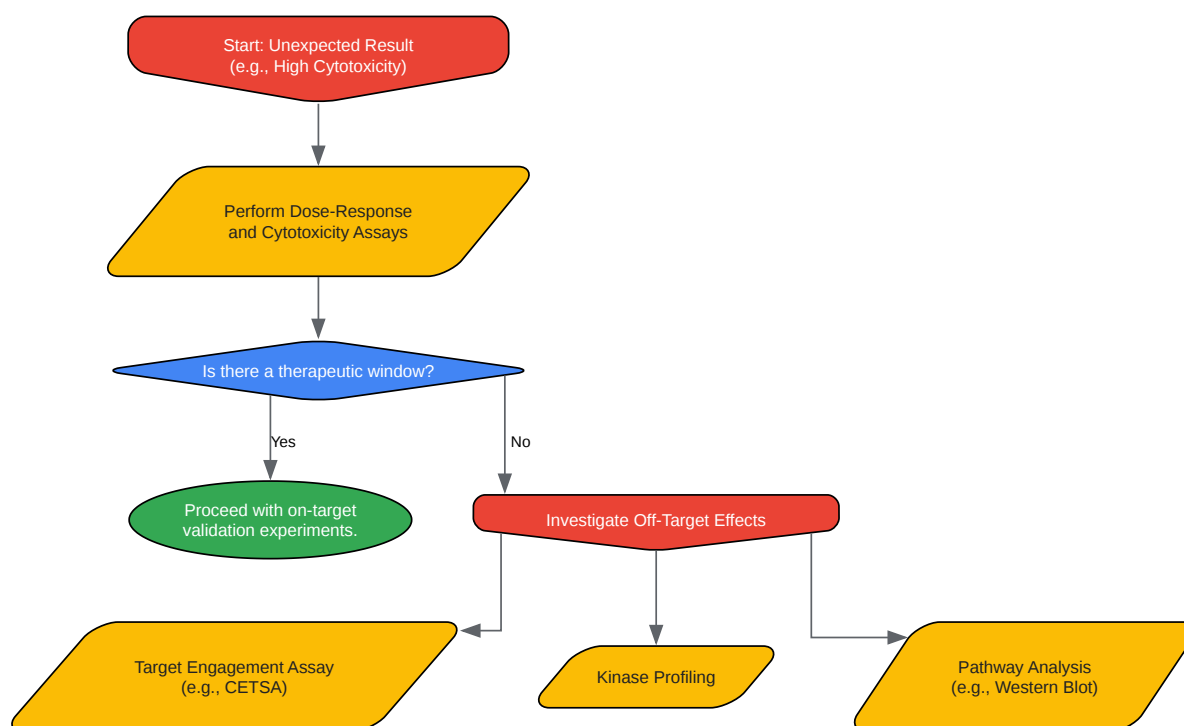 Start: Unexpected Result
(e.g., High Cytotoxicity)
Perform Dose-Response
and Cytotoxicity Assays
Is there a therapeutic window?
Yes
No
Proceed with on-target
validation experiments.
Investigate Off-Target Effects
Target Engagement Assay
(e.g., CETSA)
Kinase Profiling
Pathway Analysis
(e.g., Western Blot)